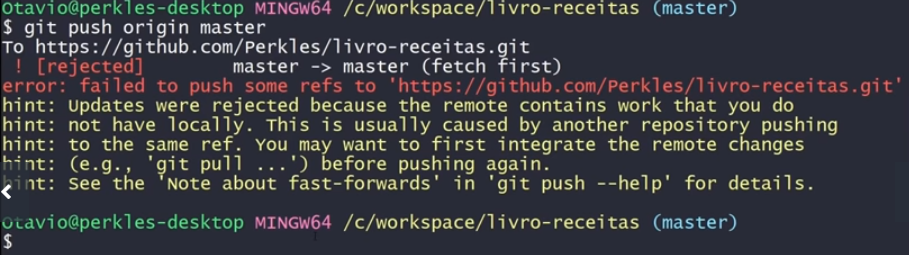 Otavio@perkles-desktop MINGW64 /c/workspace/livro-receitas (master)
$ git push origin master
To https://github.com/Perkles/livro-receitas.git
 ! [rejected]        master -> master (fetch first)
error: failed to push some refs to 'https://github.com/Perkles/livro-receitas.git'
hint: Updates were rejected because the remote contains work that you do
hint: not have locally. This is usually caused by another repository pushing
hint: to the same ref. You may want to first integrate the remote changes
hint: (e.g., 'git pull ...') before pushing again.
hint: See the 'Note about fast-forwards' in 'git push --help' for details.
Otavio@perkles-desktop MINGW64 /c/workspace/livro-receitas (master)
$